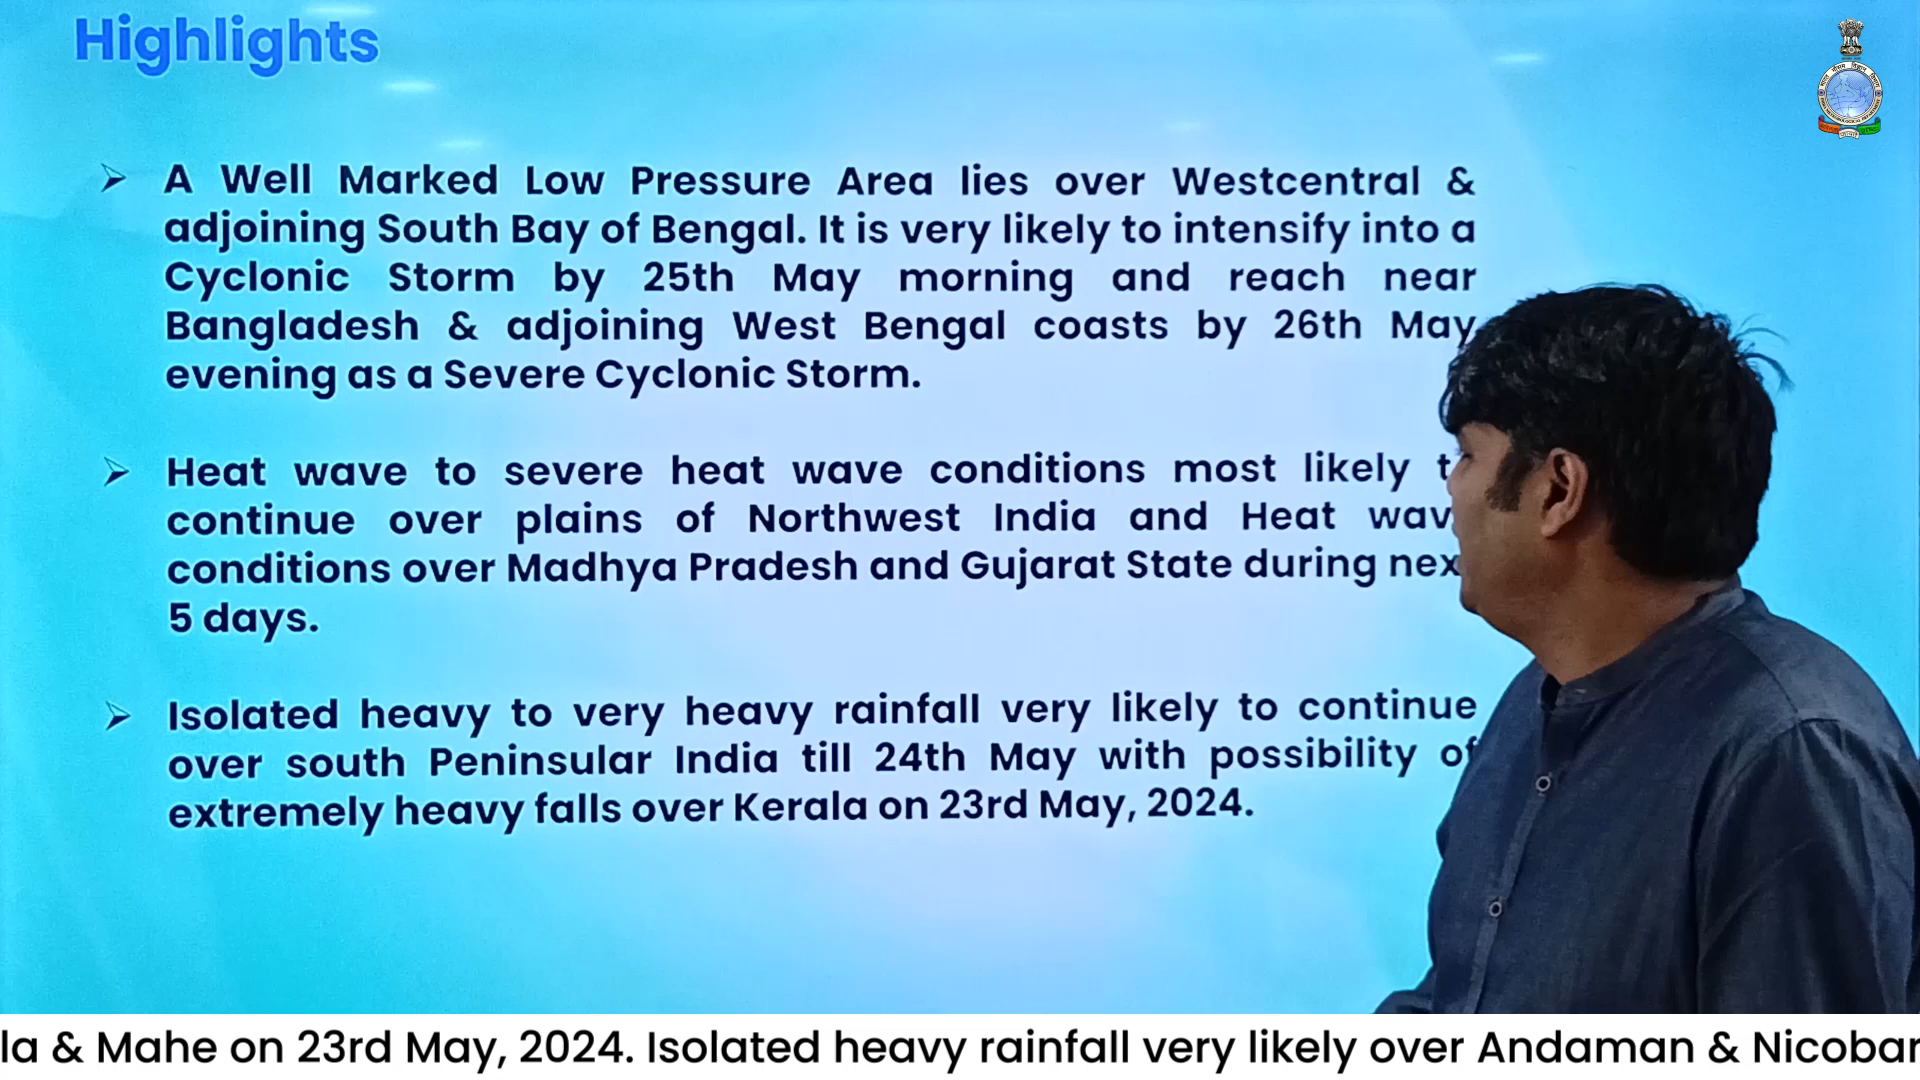 Highlights
A Well Marked Low Pressure Area lies over Westcentral &
adjoining South Bay of Bengal. It is very likely to intensify into a
Cyclonic Storm by 25th May morning and reach near
Bangladesh & adjoining West Bengal coasts by 26th May
evening as a Severe Cyclonic Storm.
Heat wave to severe heat wave conditions most likely t
continue over plains of Northwest India and Heat wav
conditions over Madhya Pradesh and Gujarat State during nex
5 days.
Isolated heavy to very heavy rainfall very likely to continue
over south Peninsular India till 24th May with possibility of
extremely heavy falls over Kerala on 23rd May, 2024.
la & Mahe on 23rd May, 2024. Isolated heavy rainfall very likely over Andaman & Nicobar